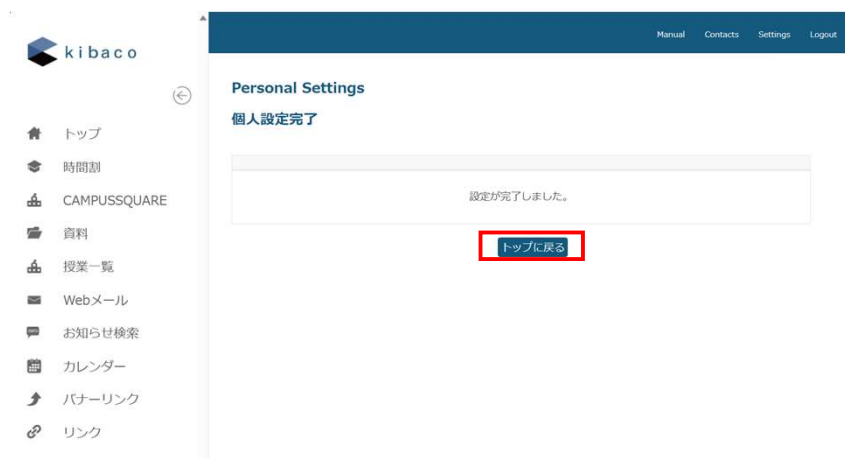 kibaco
Manual Contacts Settings Logout
Personal Settings
個人設定完了
トップ
時間割
CAMPUSSQUARE
資料
授業一覧
Webメール
お知らせ検索
カレンダー
バナーリンク
リンク
設定が完了しました。
トップに戻る